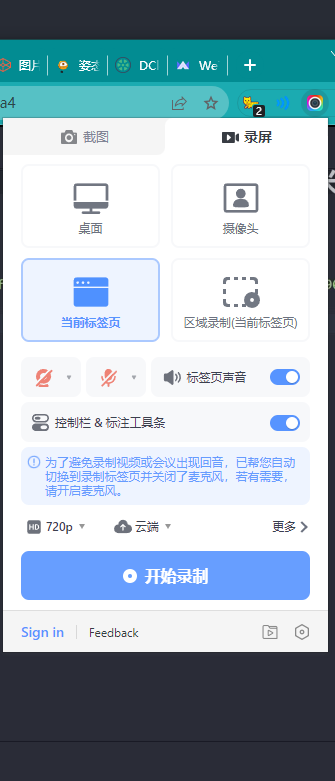 图片
姿态
DCl
We
a4
2
截图
录屏
桌面
摄像头
当前标签页
区域录制(当前标签页)
标签页声音
控制栏 & 标注工具条
为了避免录制视频或会议出现回音，已帮您自动
切换到录制标签页并关闭了麦克风，若有需要，
请开启麦克风。
HD 720p
云端
更多
开始录制
Sign in
Feedback